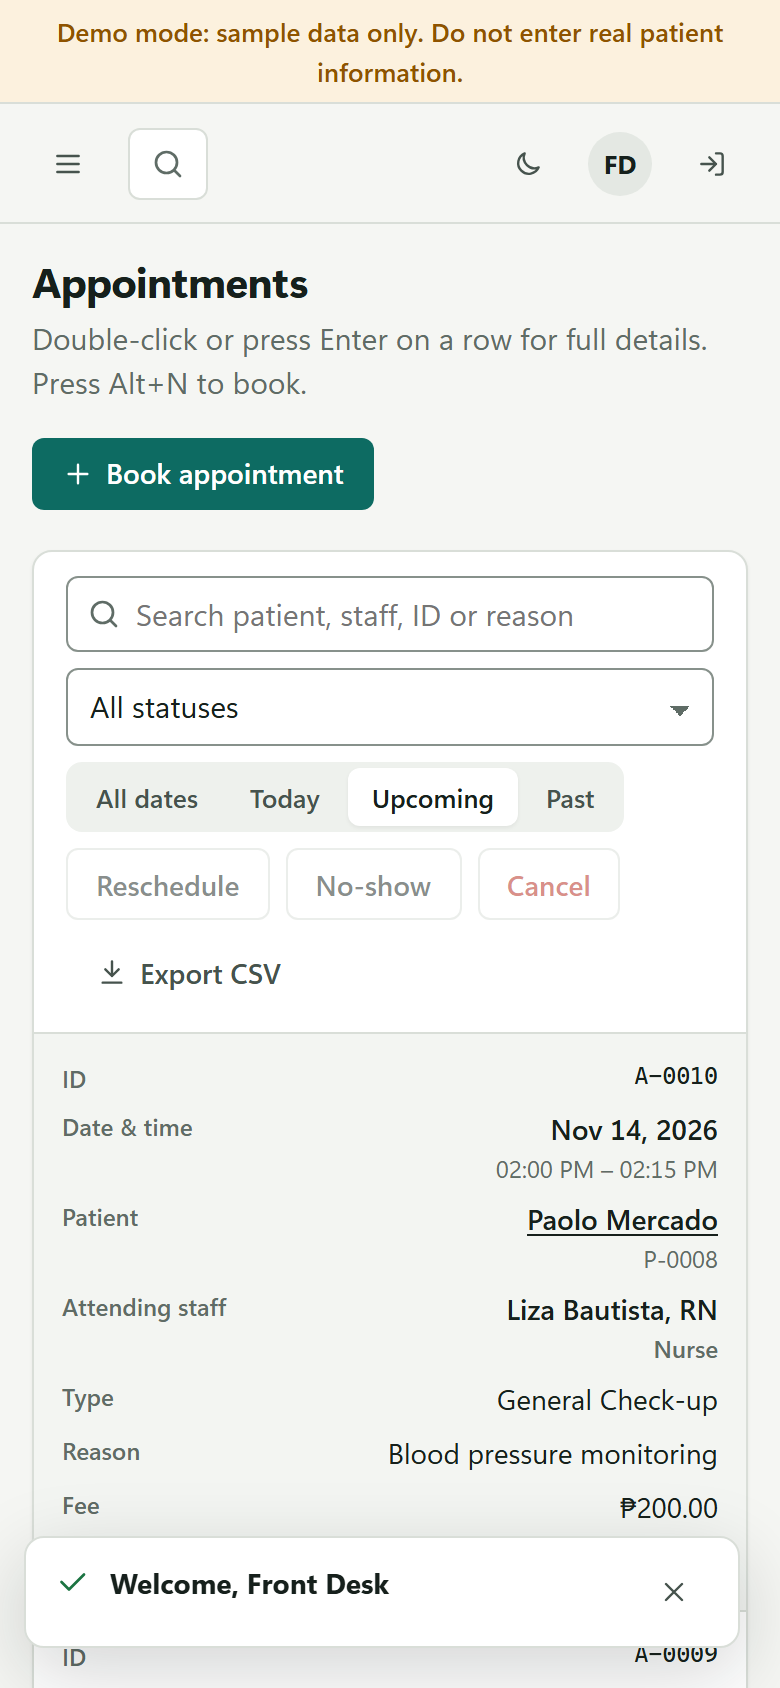 Demo mode: sample data only. Do not enter real patient
information.
FD
Appointments
Double-click or press Enter on a row for full details.
Press Alt+N to book.
Book appointment
Search patient, staff, ID or reason
All statuses
All dates Today Upcoming Past
Reschedule No-show Cancel
Export CSV
ID A-0010
Date & time Nov 14, 2026
02:00 PM – 02:15 PM
Patient Paolo Mercado
P-0008
Attending staff Liza Bautista, RN
Nurse
Type General Check-up
Reason Blood pressure monitoring
Fee ₱200.00
Welcome, Front Desk
ID A-0009